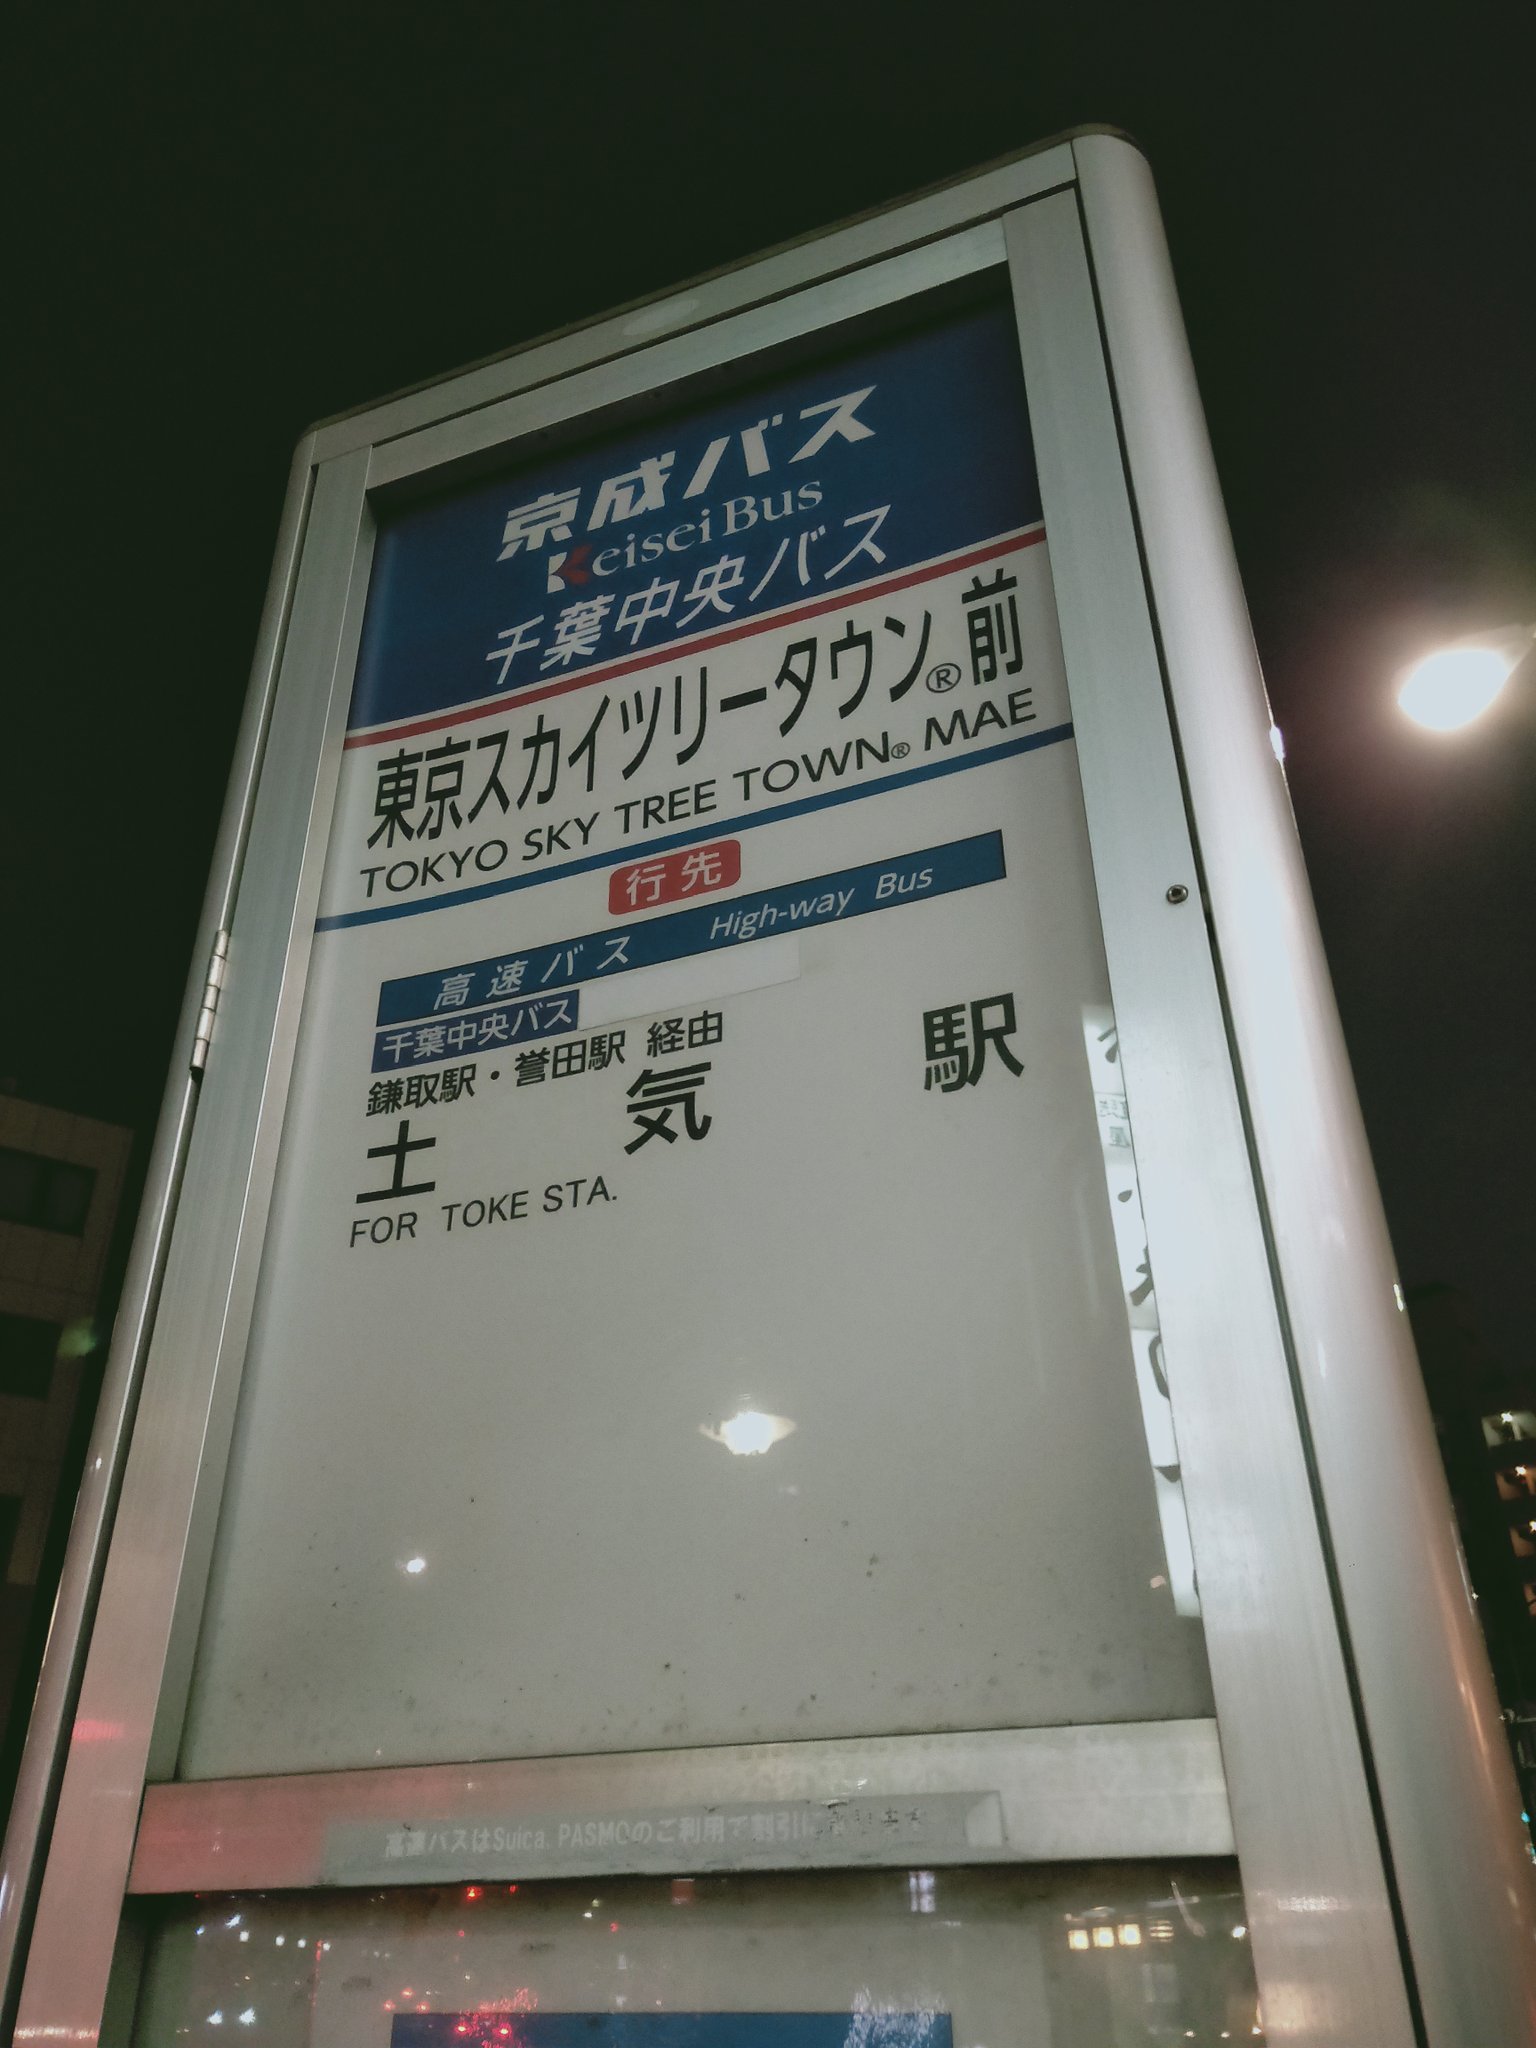 京成バス
Keisei Bus
千葉中央バス
東京スカイツリータウン®前
TOKYO SKY TREE TOWN® MAE
行先
高速バス High-way Bus
千葉中央バス
鎌取駅・誉田駅 経由
土気駅
FOR TOKE STA.
高速バスはSuica. PASMOのご利用で割引に